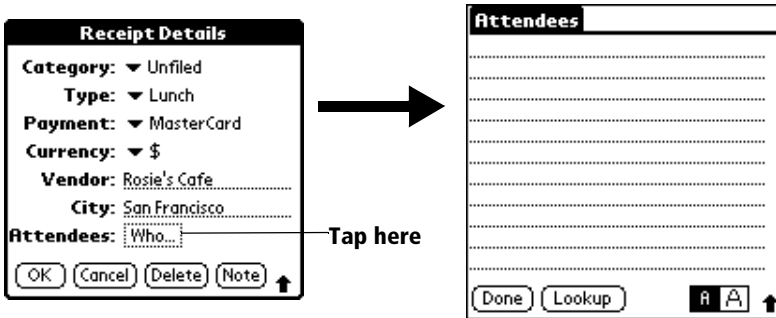 Receipt Details
Category: Unfiled
Type: Lunch
Payment: MasterCard
Currency: $
Vendor: Rosie's Cafe
City: San Francisco
Attendees: Who...
OK Cancel Delete Note
Tap here
Attendees
Done Lookup A A